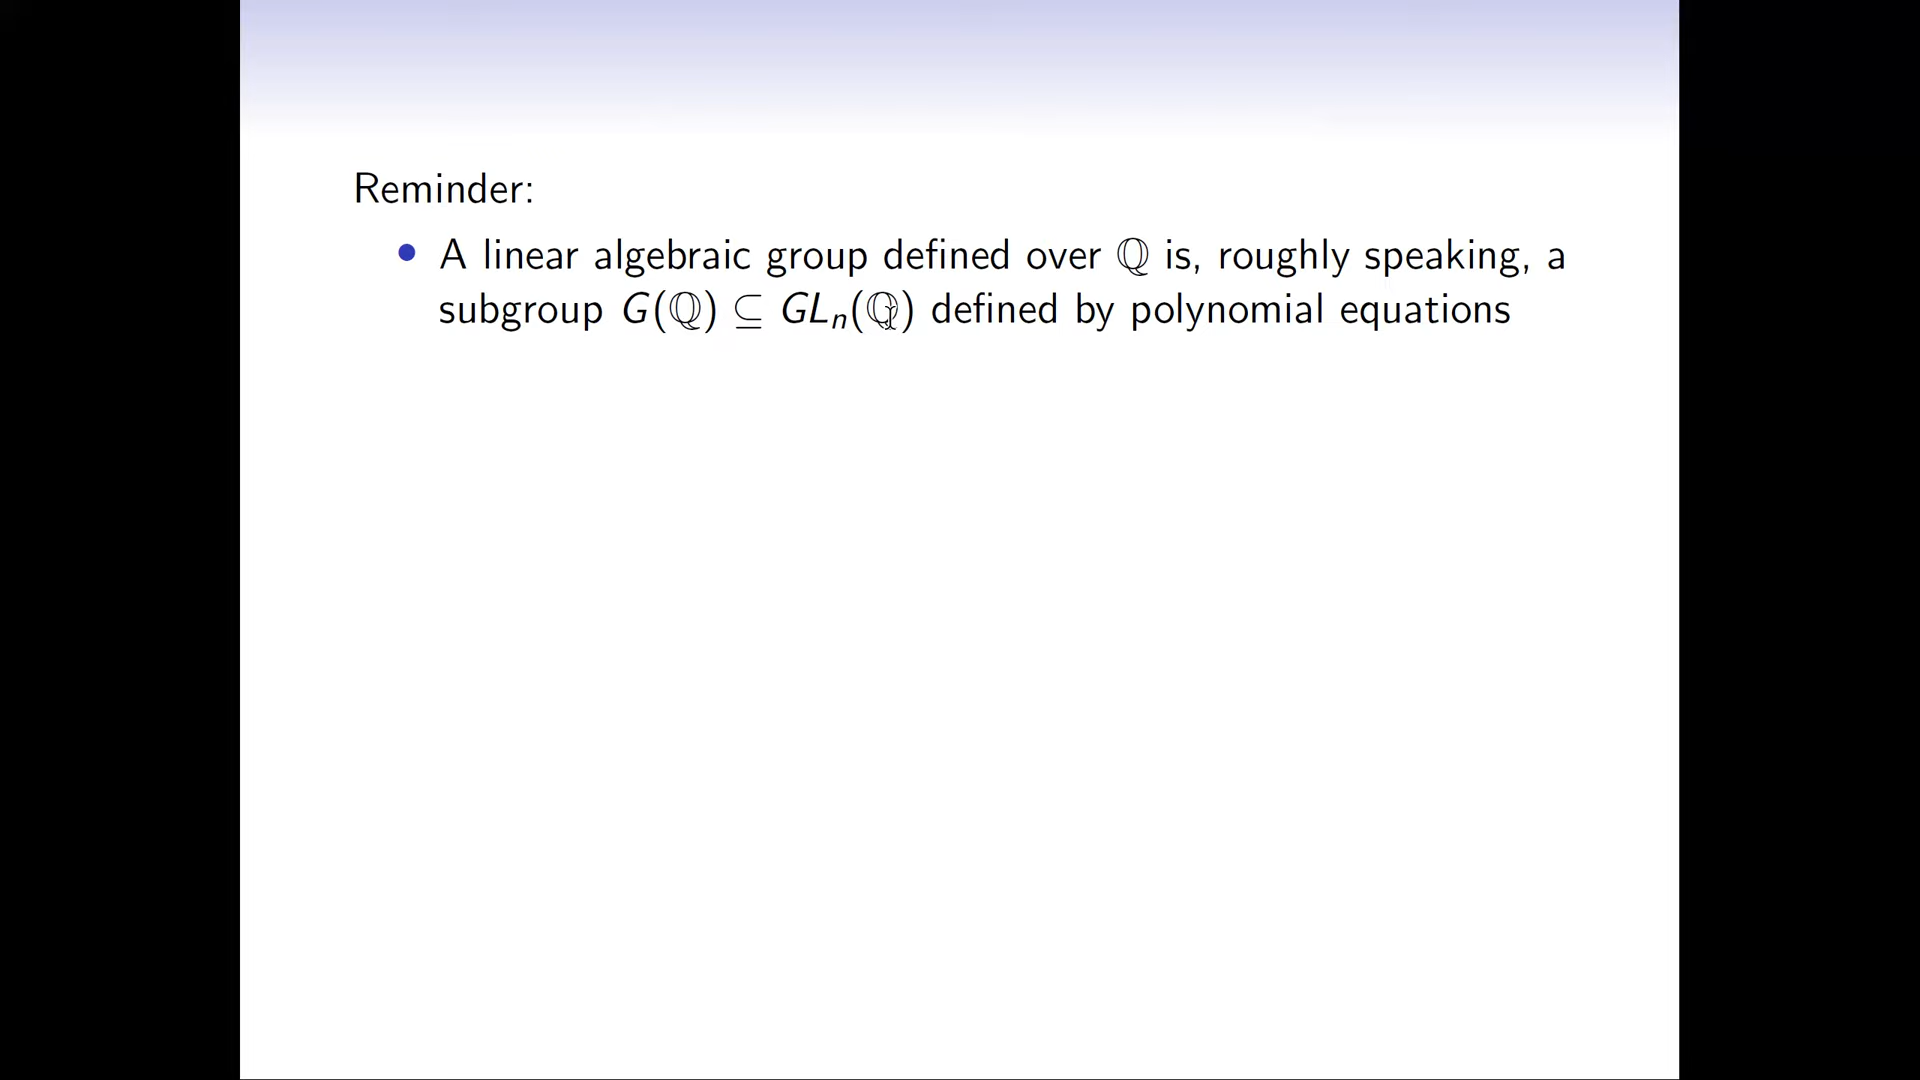 Reminder:
• A linear algebraic group defined over ℚ is, roughly speaking, a
subgroup G(ℚ) ⊆ GLₙ(ℚ) defined by polynomial equations